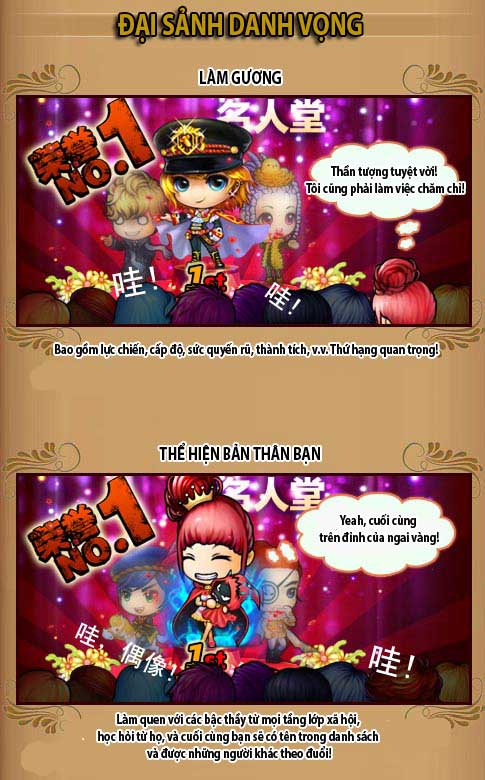 ĐẠI SẢNH DANH VỌNG
LÀM GƯƠNG
名人堂
荣誉
NO.1
Thần tượng tuyệt vời!
Tôi cũng phải làm việc chăm chỉ!
1st
哇!
哇!
Bao gồm lực chiến, cấp độ, sức quyến rũ, thành tích, v.v. Thứ hạng quan trọng!
THỂ HIỆN BẢN THÂN BẠN
名人堂
荣誉
NO.1
Yeah, cuối cùng
trên đỉnh của ngai vàng!
1st
哇，偶像!
哇!
Làm quen với các bậc thầy từ mọi tầng lớp xã hội,
học hỏi từ họ, và cuối cùng bạn sẽ có tên trong danh sách
và được những người khác theo đuổi!